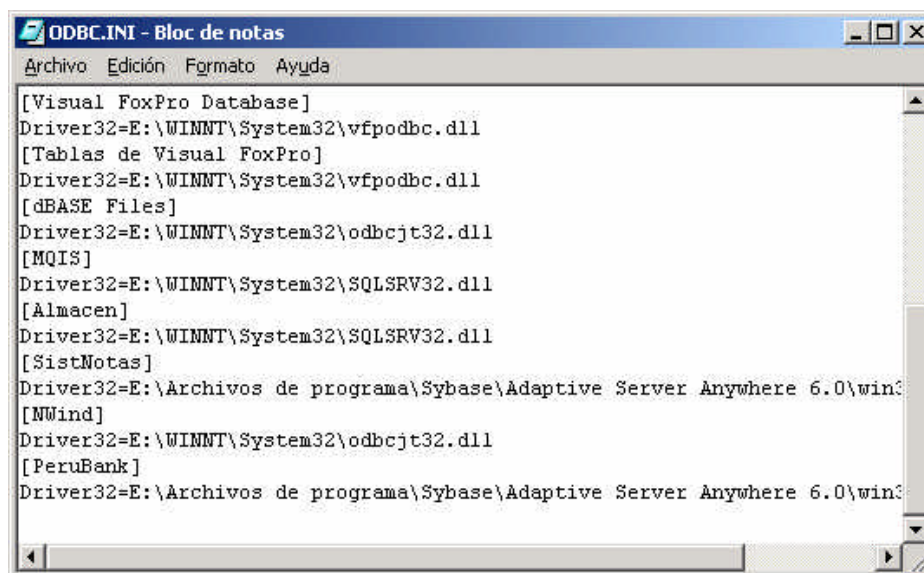 ODBC.INI - Bloc de notas
Archivo Edición Formato Ayuda
[Visual FoxPro Database]
Driver32=E:\WINNT\System32\vfpodbc.dll
[Tablas de Visual FoxPro]
Driver32=E:\WINNT\System32\vfpodbc.dll
[dBASE Files]
Driver32=E:\WINNT\System32\odbcjt32.dll
[MQIS]
Driver32=E:\WINNT\System32\SQLSRV32.dll
[Almacen]
Driver32=E:\WINNT\System32\SQLSRV32.dll
[SistNotas]
Driver32=E:\Archivos de programa\Sybase\Adaptive Server Anywhere 6.0\win3
[NWind]
Driver32=E:\WINNT\System32\odbcjt32.dll
[PeruBank]
Driver32=E:\Archivos de programa\Sybase\Adaptive Server Anywhere 6.0\win3